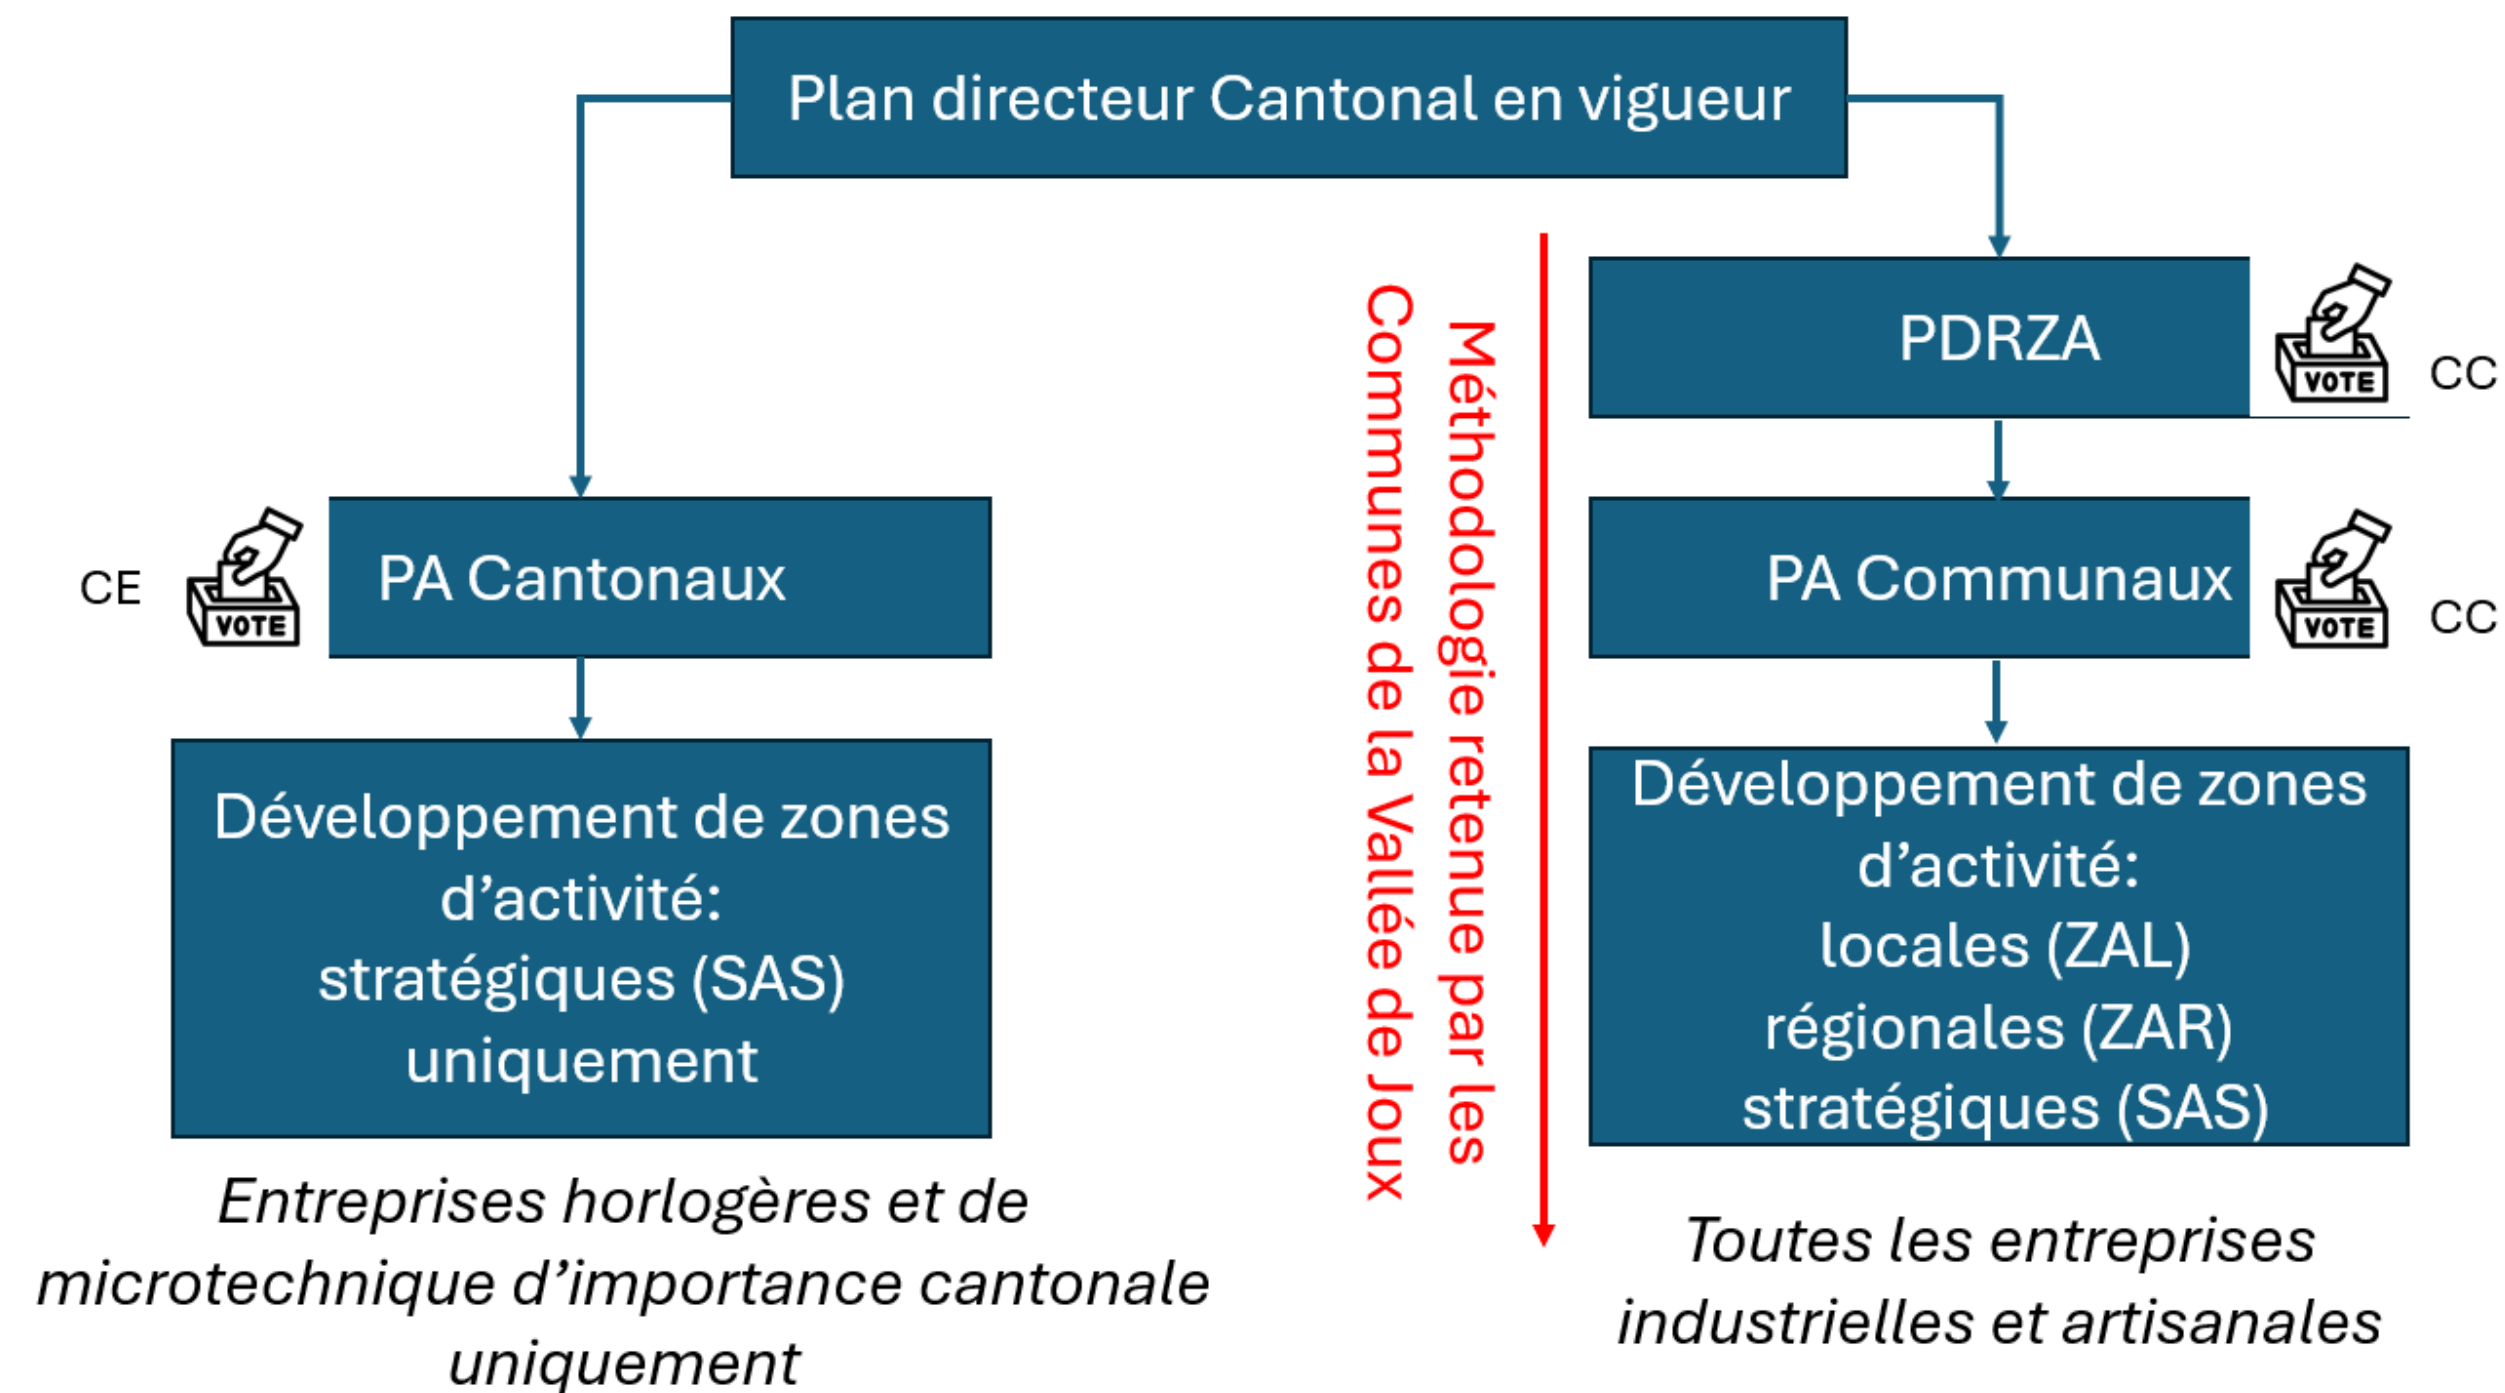 Plan directeur Cantonal en vigueur
PDRZA
VOTE
CC
CE
VOTE
PA Cantonaux
PA Communaux
VOTE
CC
Méthodologie retenue par les
Communes de la Vallée de Joux
Développement de zones
d’activité:
stratégiques (SAS)
uniquement
Développement de zones
d’activité:
locales (ZAL)
régionales (ZAR)
stratégiques (SAS)
Entreprises horlogères et de
microtechnique d’importance cantonale
uniquement
Toutes les entreprises
industrielles et artisanales